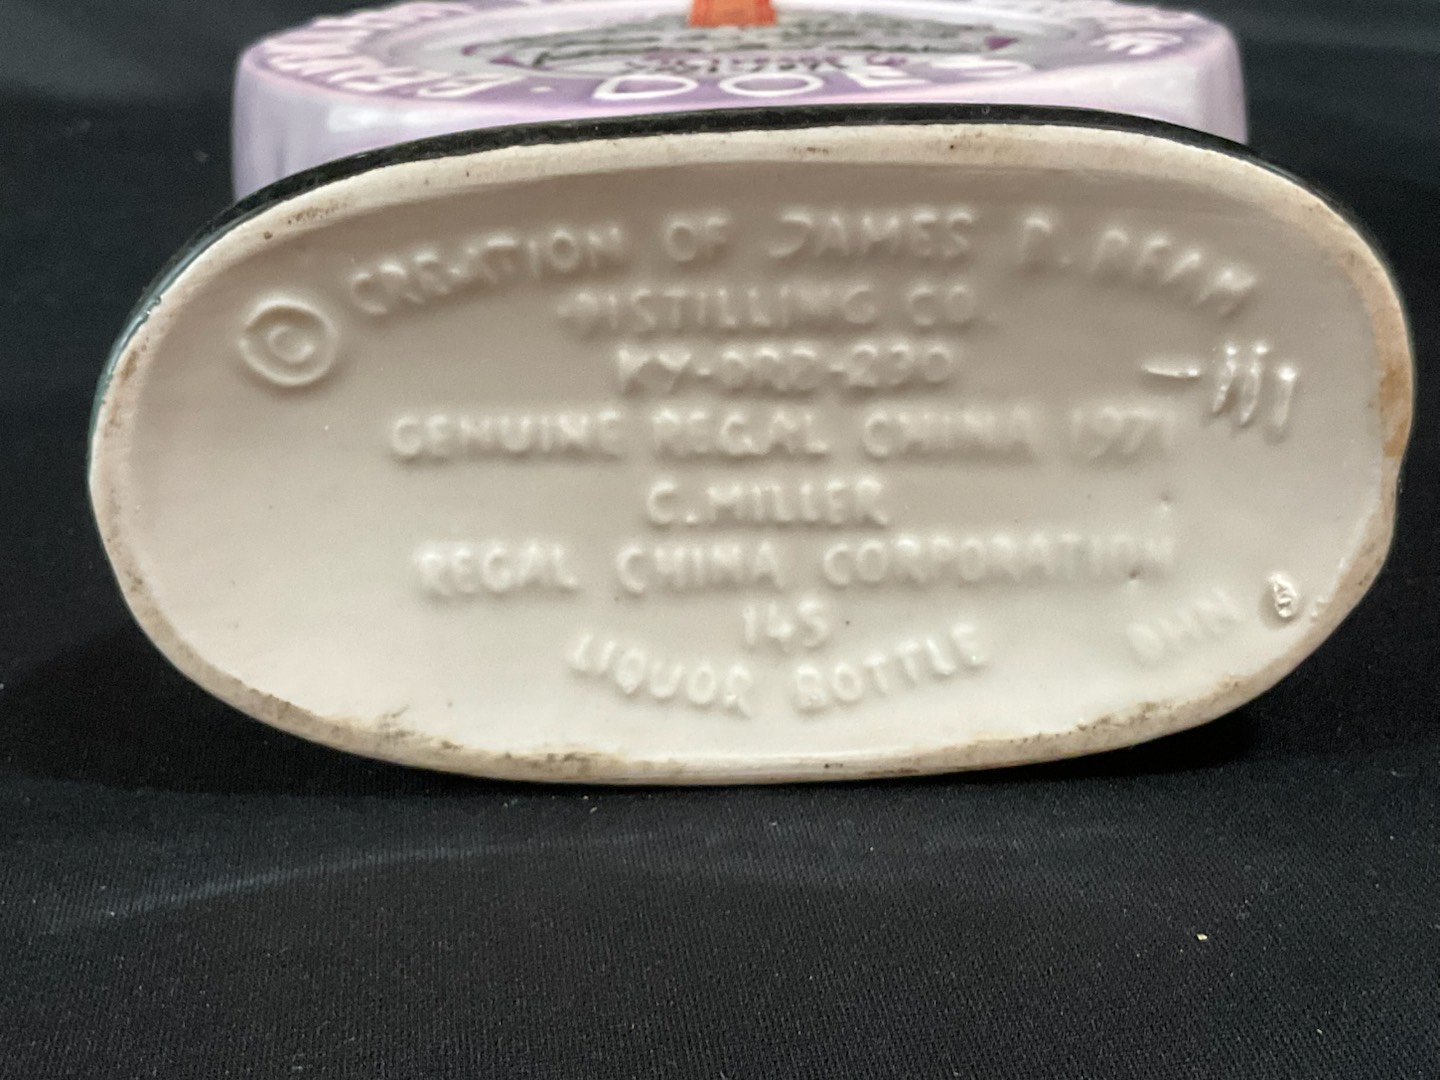 © CREATION OF JAMES B. BEAM
DISTILLING CO.
KY-DRB-230
GENUINE REGAL CHINA 1971
C. MILLER
REGAL CHINA CORPORATION
145
LIQUOR BOTTLE